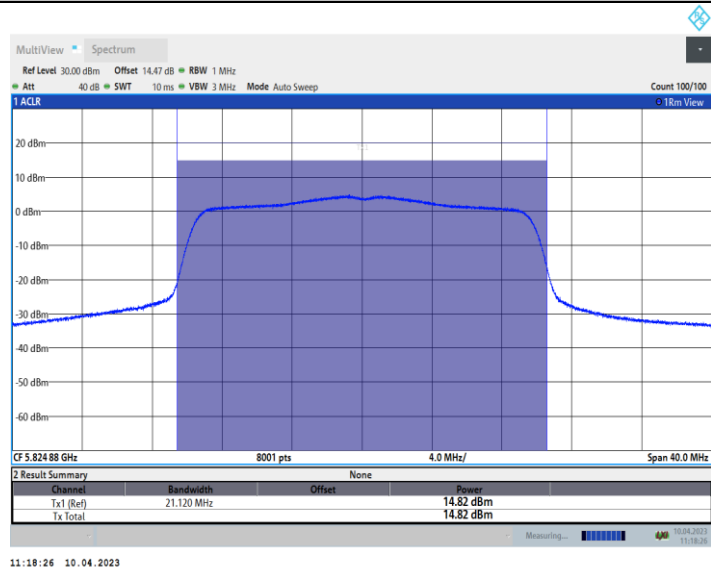 MultiView Spectrum
Ref Level 30.00 dBm Offset 14.47 dB RBW 1 MHz
Att 40 dB SWT 10 ms VBW 3 MHz Mode Auto Sweep Count 100/100
1 ACLR 1Rm View
20 dBm
10 dBm
0 dBm
-10 dBm
-20 dBm
-30 dBm
-40 dBm
-50 dBm
-60 dBm
CF 5.824 88 GHz 8001 pts 4.0 MHz/ Span 40.0 MHz
2 Result Summary None
Channel Bandwidth Offset Power
Tx1 (Ref) 21.120 MHz 14.82 dBm
Tx Total 14.82 dBm
Measuring... 10.04.2023
11:18:26
11:18:26 10.04.2023